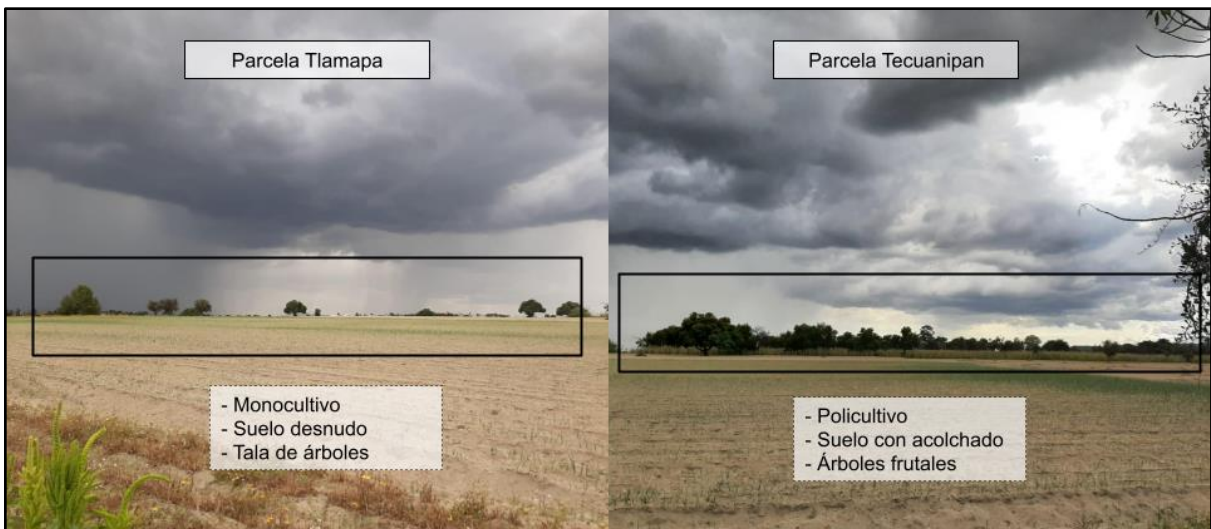 Parcela Tlamapa
- Monocultivo
- Suelo desnudo
- Tala de árboles
Parcela Tecuanipan
- Policultivo
- Suelo con acolchado
- Árboles frutales